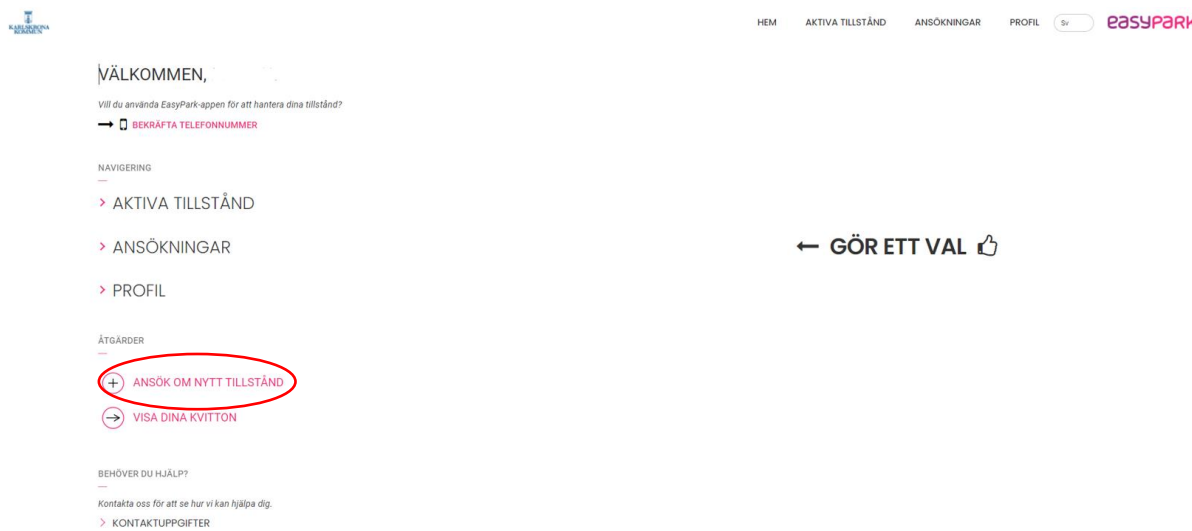 KARLSKRONA
KOMMUN
HEM AKTIVA TILLSTÅND ANSÖKNINGAR PROFIL Sv easypark
VÄLKOMMEN,
Vill du använda EasyPark-appen för att hantera dina tillstånd?
BEKRÄFTA TELEFONNUMMER
NAVIGERING
AKTIVA TILLSTÅND
ANSÖKNINGAR
PROFIL
GÖR ETT VAL
ÅTGÄRDER
ANSÖK OM NYTT TILLSTÅND
VISA DINA KVITTON
BEHÖVER DU HJÄLP?
Kontakta oss för att se hur vi kan hjälpa dig.
KONTAKTUPPGIFTER